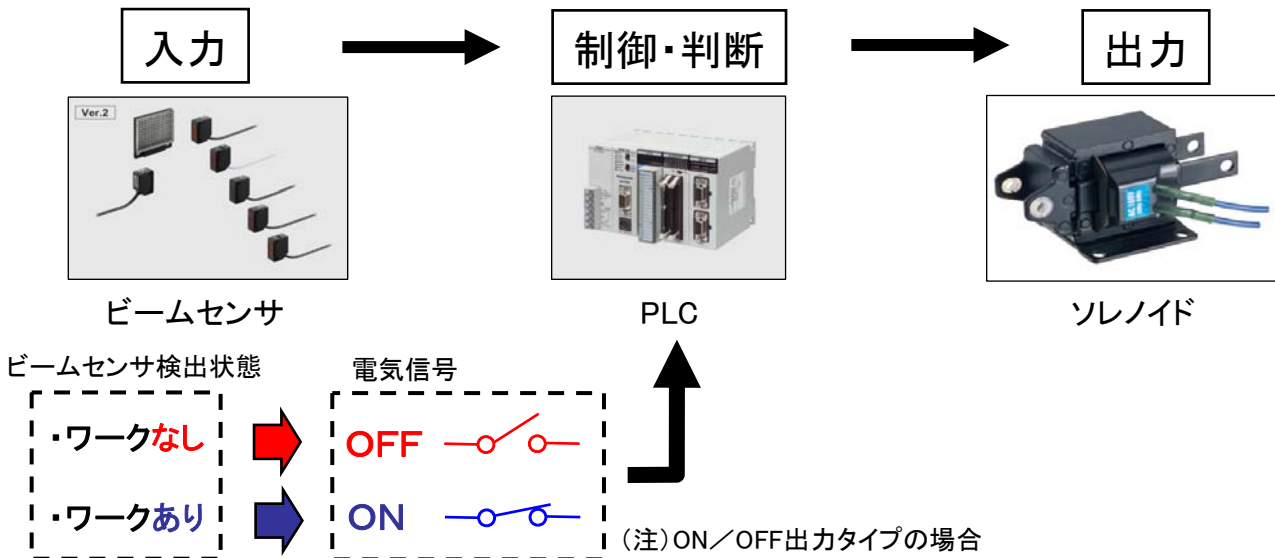 入力
制御・判断
出力
Ver.2
ビームセンサ
PLC
ソレノイド
ビームセンサ検出状態
電気信号
・ワークなし
OFF
・ワークあり
ON
(注)ON/OFF出力タイプの場合